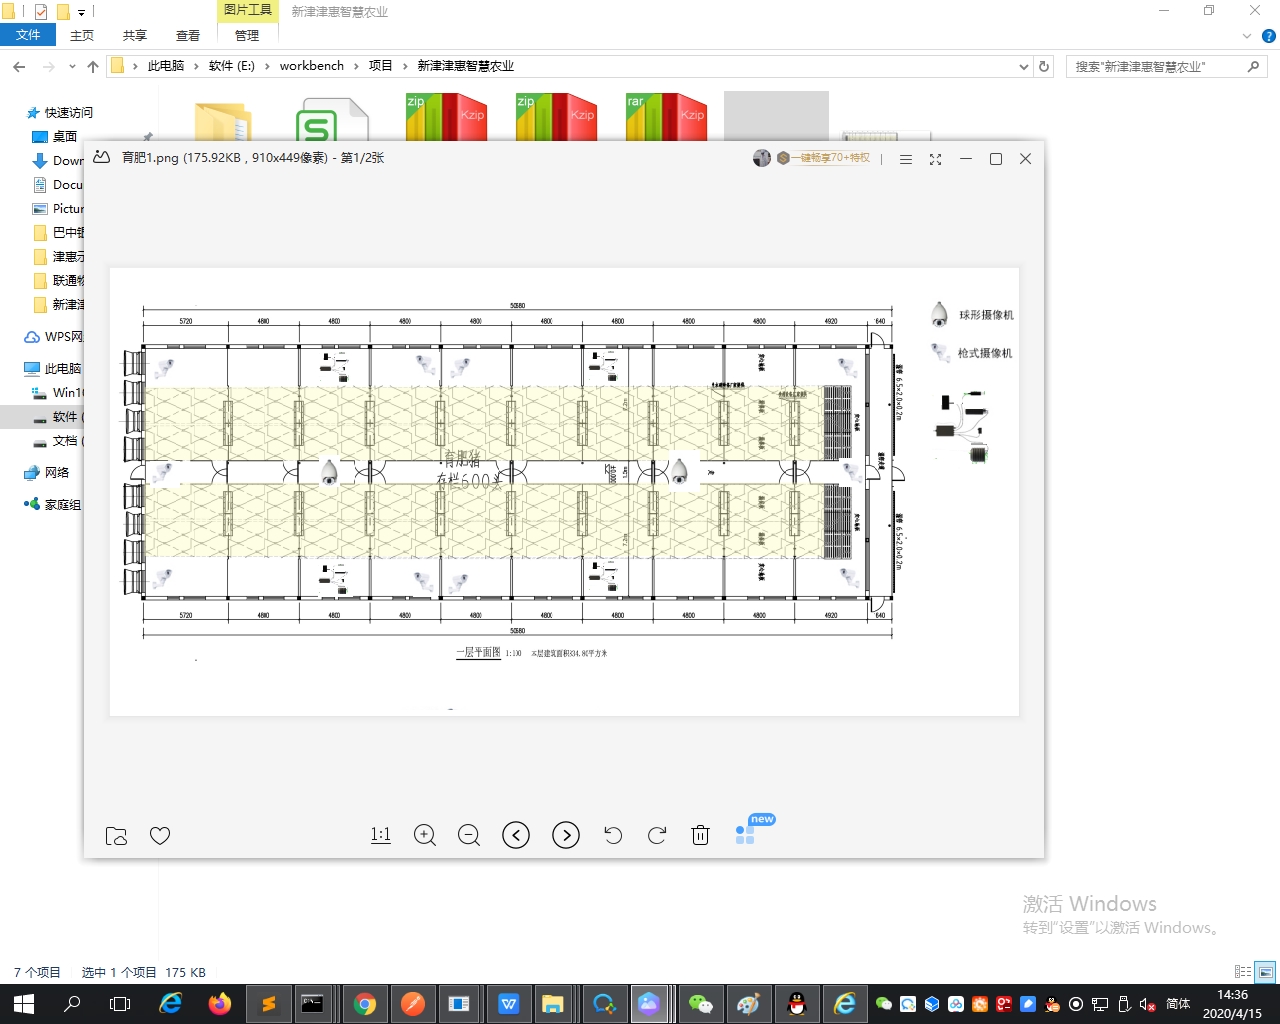 图片工具
新津津惠智慧农业
文件
主页
共享
查看
管理
此电脑
软件 (E:)
workbench
项目
新津津惠智慧农业
搜索"新津津惠智慧农业"
快速访问
桌面
Down
Docu
Pictur
巴中银
津惠示
联通物
新津津
WPS网
此电脑
Win10
软件 (
文档 (
网络
家庭组
zip
Kzip
zip
Kzip
rar
Kzip
育肥1.png (175.92KB , 910x449像素) - 第1/2张
一键畅享70+特权
50680
5720
4800
4800
4800
4800
4800
4800
4800
4800
4920
640
球形摄像机
枪式摄像机
育肥猪
存栏600头
5720
4800
4800
4800
4800
4800
4800
4800
4800
4920
640
50680
一层平面图
1:100
本层建筑面积334.80平方米
1:1
new
激活 Windows
转到"设置"以激活 Windows。
7 个项目
选中 1 个项目 175 KB
简体
14:36
2020/4/15